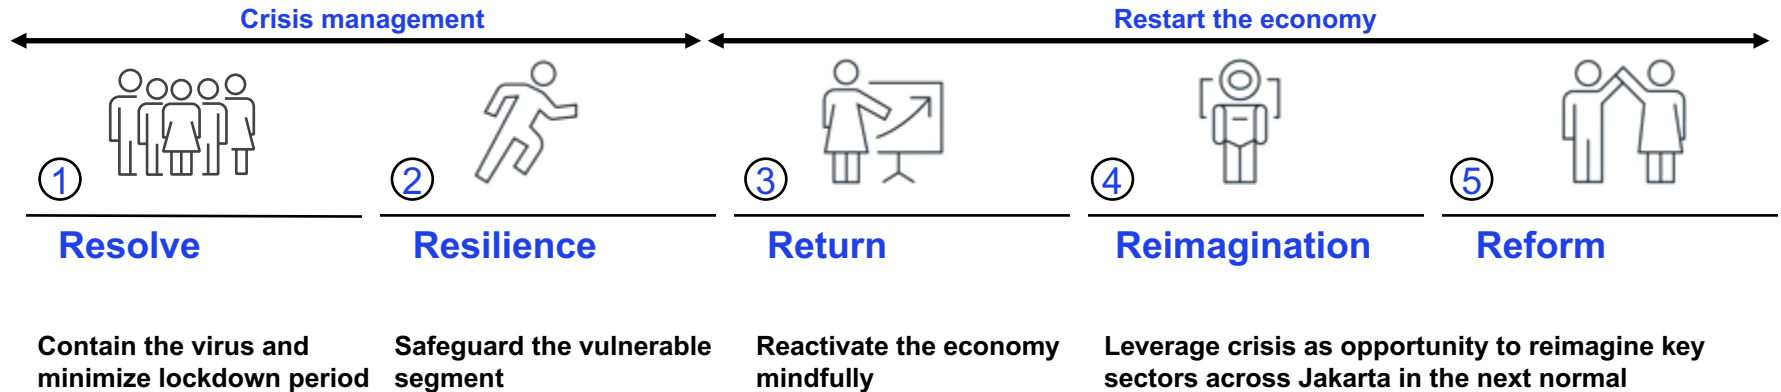 Crisis management
Restart the economy
1
2
3
4
5
Resolve
Resilience
Return
Reimagination
Reform
Contain the virus and
minimize lockdown period
Safeguard the vulnerable
segment
Reactivate the economy
mindfully
Leverage crisis as opportunity to reimagine key
sectors across Jakarta in the next normal